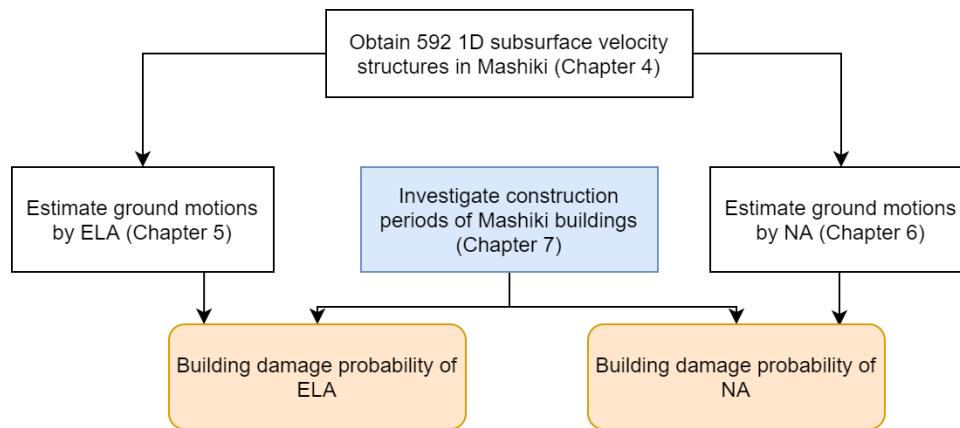 Obtain 592 1D subsurface velocity
structures in Mashiki (Chapter 4)
Estimate ground motions
by ELA (Chapter 5)
Investigate construction
periods of Mashiki buildings
(Chapter 7)
Estimate ground motions
by NA (Chapter 6)
Building damage probability of
ELA
Building damage probability of
NA